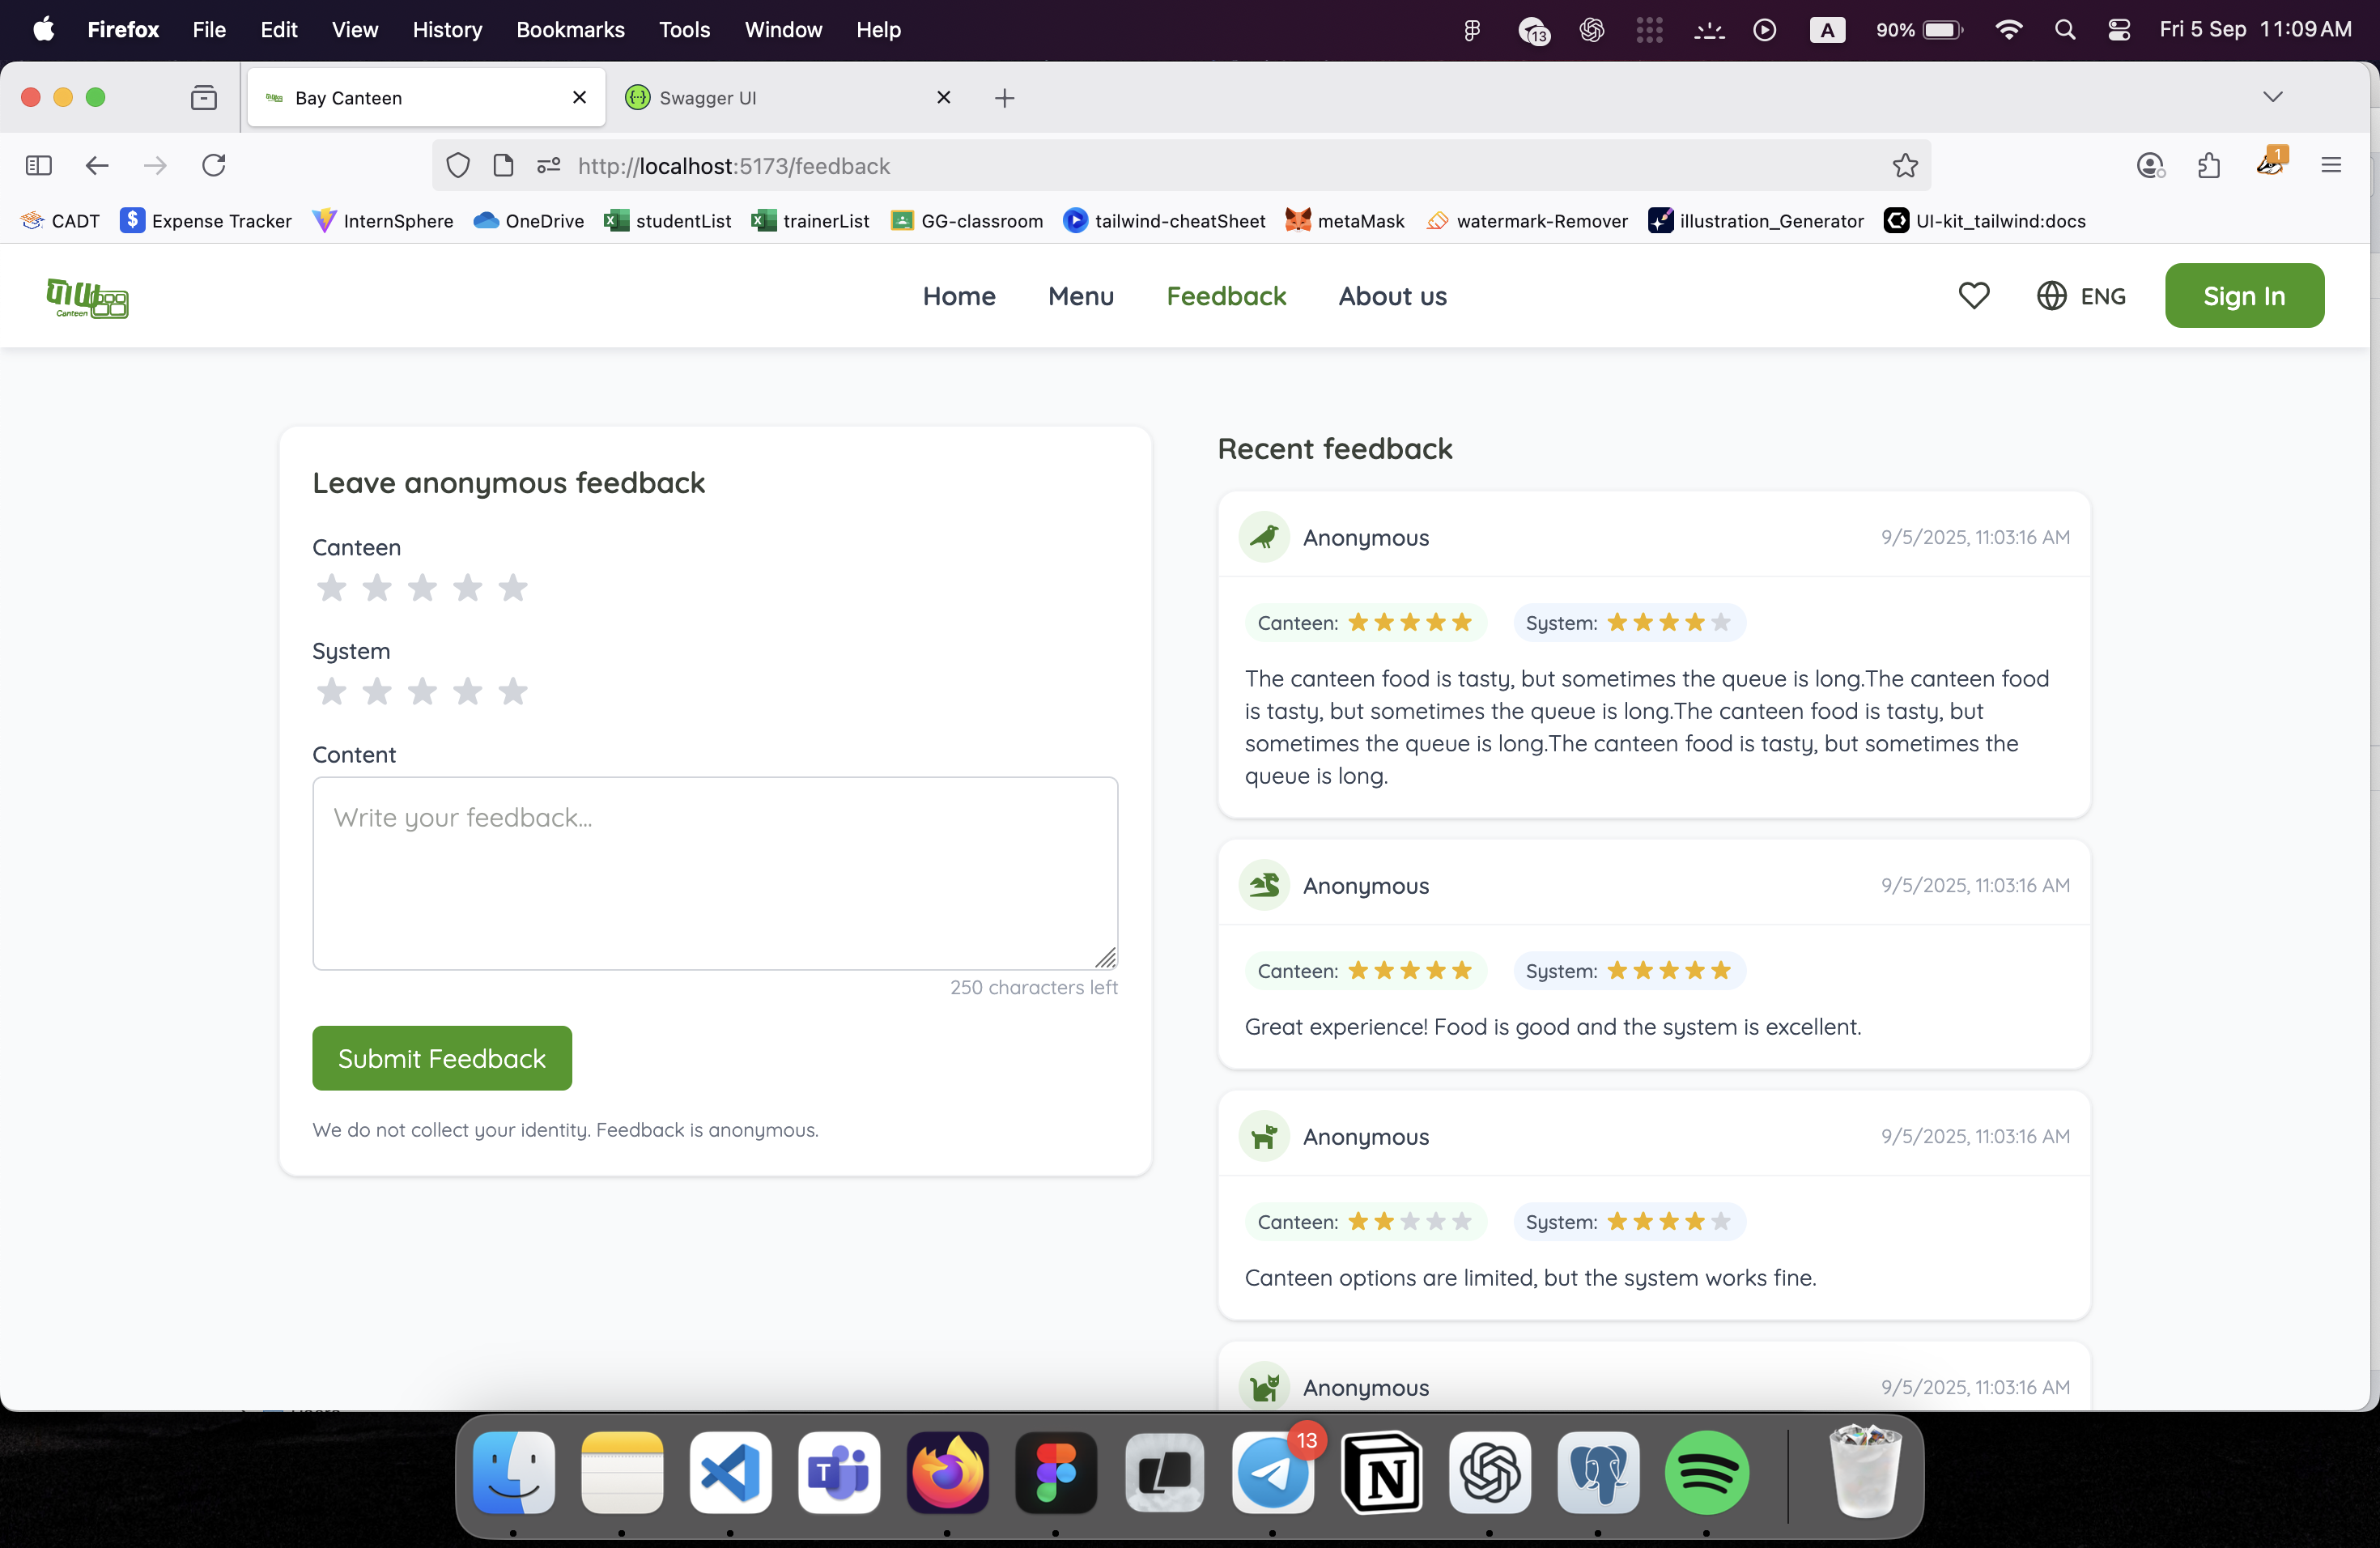 Firefox File Edit View History Bookmarks Tools Window Help
13
A
90%
Fri 5 Sep 11:09 AM
Bay Canteen
Swagger UI
http://localhost:5173/feedback
1
CADT
Expense Tracker
InternSphere
OneDrive
studentList
trainerList
GG-classroom
tailwind-cheatSheet
metaMask
watermark-Remover
illustration_Generator
UI-kit_tailwind:docs
Canteen
Home
Menu
Feedback
About us
ENG
Sign In
Leave anonymous feedback
Canteen
System
Content
Write your feedback...
250 characters left
Submit Feedback
We do not collect your identity. Feedback is anonymous.
Recent feedback
Anonymous
9/5/2025, 11:03:16 AM
Canteen:
System:
The canteen food is tasty, but sometimes the queue is long.The canteen food
is tasty, but sometimes the queue is long.The canteen food is tasty, but
sometimes the queue is long.The canteen food is tasty, but sometimes the
queue is long.
Anonymous
9/5/2025, 11:03:16 AM
Canteen:
System:
Great experience! Food is good and the system is excellent.
Anonymous
9/5/2025, 11:03:16 AM
Canteen:
System:
Canteen options are limited, but the system works fine.
Anonymous
9/5/2025, 11:03:16 AM
13